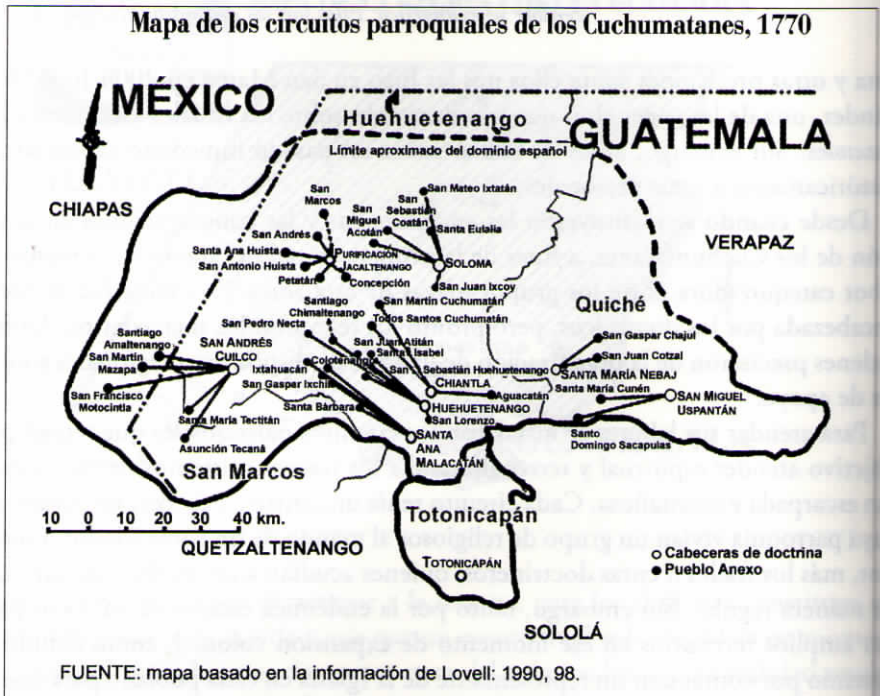 Mapa de los circuitos parroquiales de los Cuchumatanes, 1770
MÉXICO
Huehuetenango
GUATEMALA
Límite aproximado del dominio español
CHIAPAS
VERAPAZ
San
Marcos
San
Miguel
Acotán
San
Sebastián
Coatán
San Mateo Ixtatán
Santa Eulalia
San Andrés
Santa Ana Huista
San Antonio Huista
Petatán
PURIFICACIÓN
JACALTENANGO
Concepción
SOLOMA
San Juan Ixcoy
Quiché
Santiago
Chimaltenango
San Martín Cuchumatán
Todos Santos Cuchumatán
San Pedro Necta
San Juan Atitán
Santa Isabel
San Gaspar Chajul
San Juan Cotzal
Santiago
Amaltenango
San Martín
Mazapa
SAN ANDRÉS
CUILCO
Ixtahuacán
Colotenango
San Sebastián Huehuetenango
SANTA MARÍA NEBAJ
San Gaspar Ixchil
CHIANTLA
Santa María Cunén
San Francisco
Motocintla
Aguacatán
SAN MIGUEL
USPANTÁN
Santa Bárbara
HUEHUETENANGO
San Lorenzo
Santa María Tectitán
SANTA
ANA
MALACATÁN
Santo
Domingo Sacapulas
Asunción Tecaná
San Marcos
Totonicapán
10 0 10 20 30 40 km.
QUETZALTENANGO
TOTONICAPÁN
Cabeceras de doctrina
Pueblo Anexo
SOLOLÁ
FUENTE: mapa basado en la información de Lovell: 1990, 98.